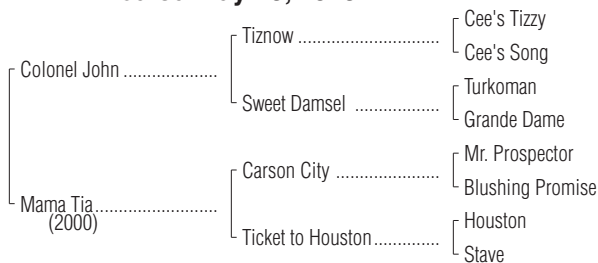 Cee's Tizzy
Tiznow
Cee's Song
Colonel John
Turkoman
Sweet Damsel
Grande Dame
Mr. Prospector
Carson City
Blushing Promise
Mama Tia
(2000)
Houston
Ticket to Houston
Stave